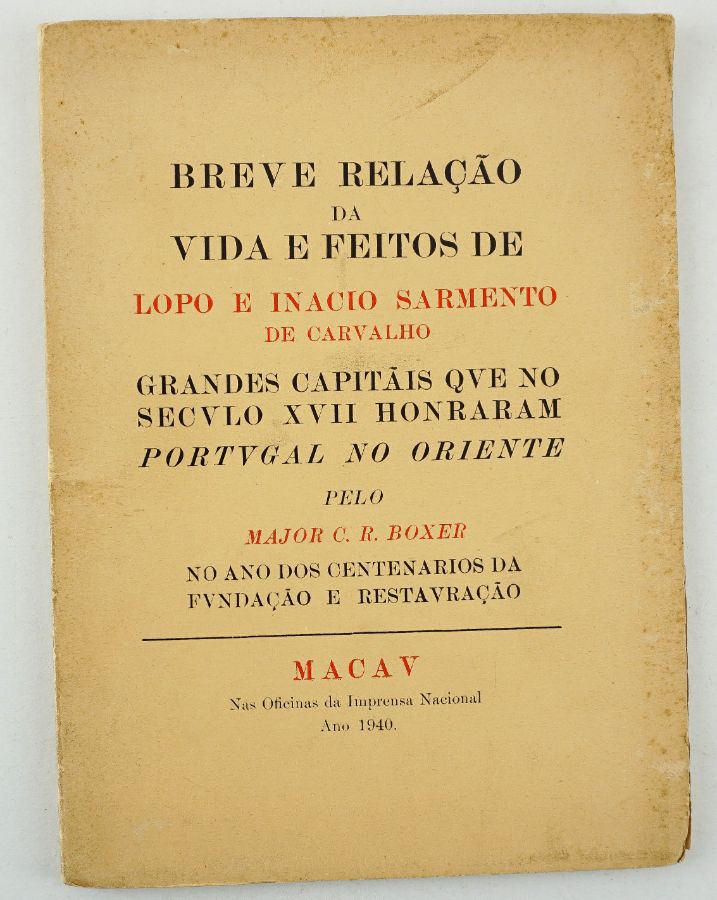 BREVE RELAÇÃO
DA
VIDA E FEITOS DE
LOPO E INACIO SARMENTO
DE CARVALHO
GRANDES CAPITÃIS QVE NO
SECVLO XVII HONRARAM
PORTVGAL NO ORIENTE
PELO
MAJOR C. R. BOXER
NO ANO DOS CENTENARIOS DA
FVNDAÇÃO E RESTAVRAÇÃO
MACAV
Nas Oficinas da Imprensa Nacional
Ano 1940.